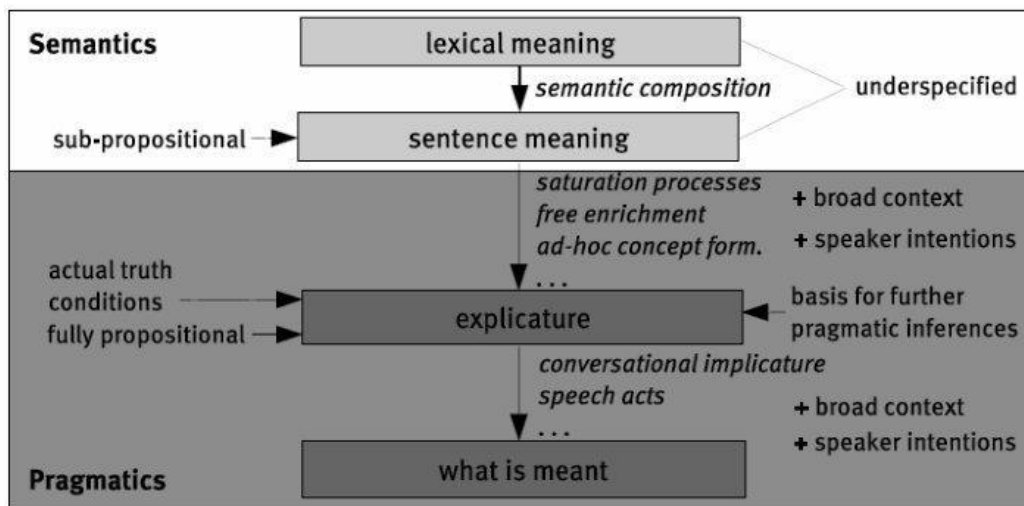 Semantics
lexical meaning
semantic composition
underspecified
sub-propositional
sentence meaning
saturation processes
free enrichment
ad-hoc concept form.
...
+ broad context
+ speaker intentions
actual truth
conditions
fully propositional
explicature
basis for further
pragmatic inferences
conversational implicature
speech acts
...
+ broad context
+ speaker intentions
what is meant
Pragmatics